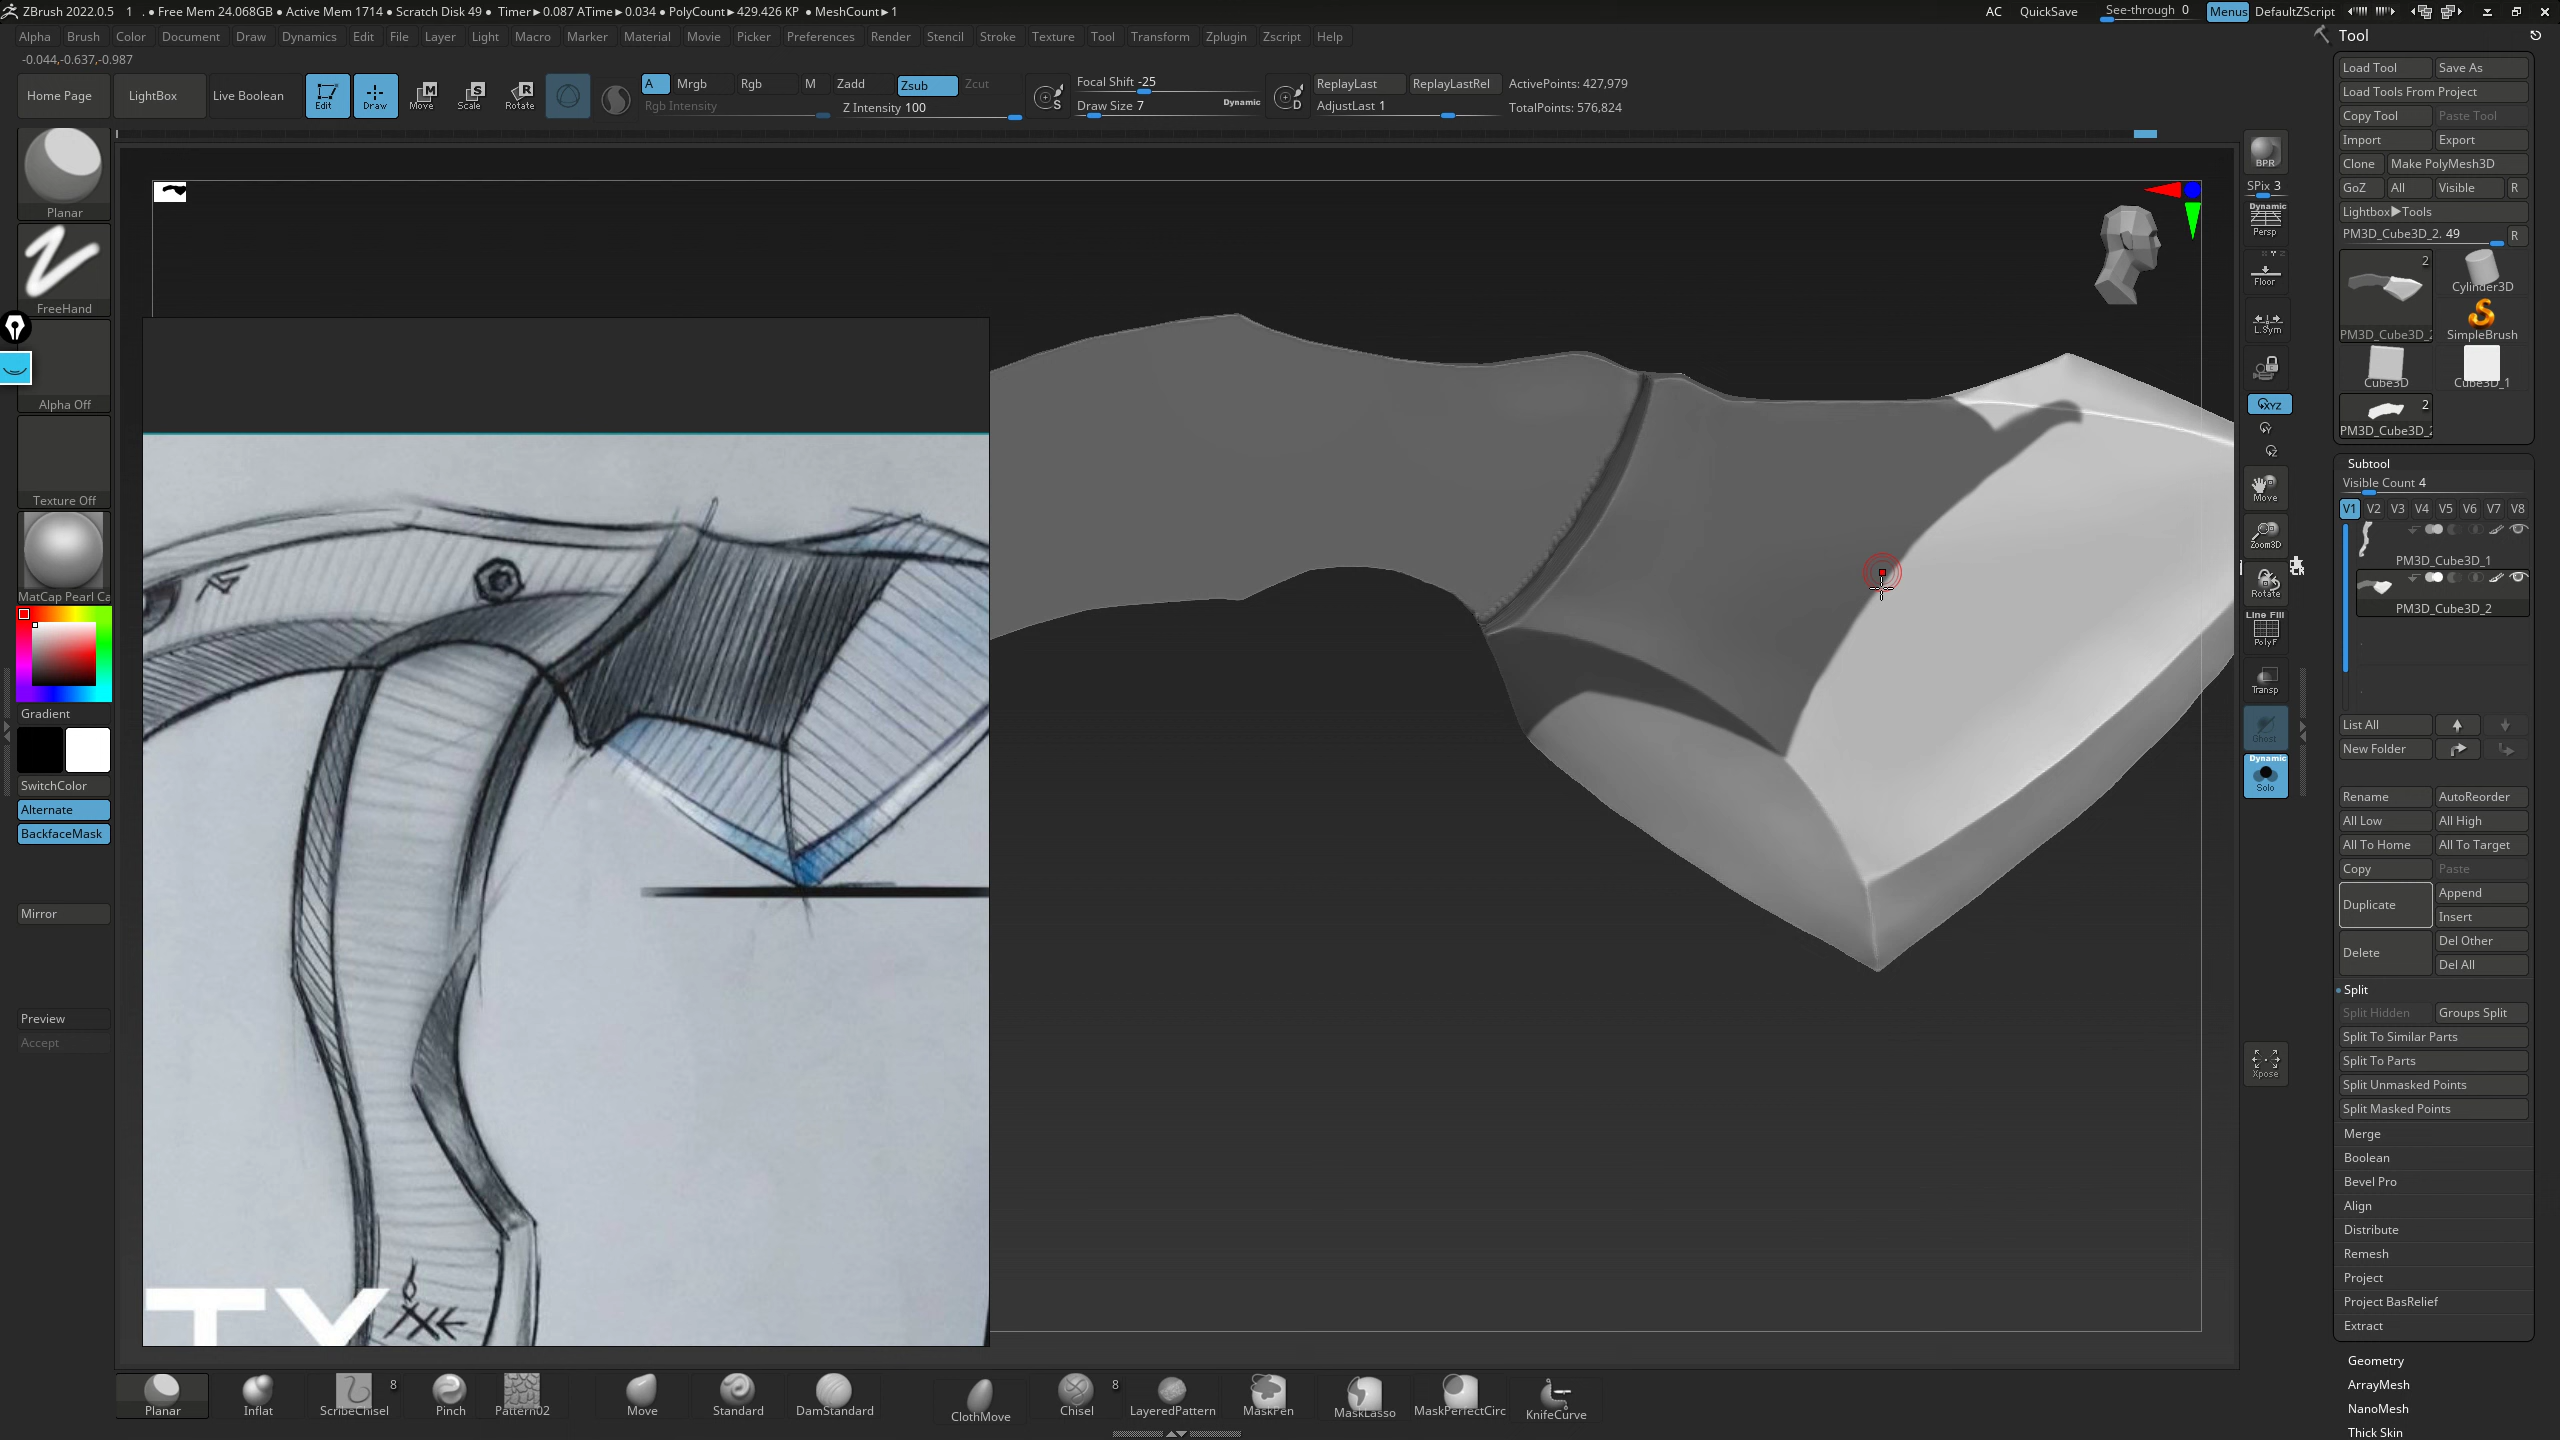 ZBrush 2022.0.5 1 . • Free Mem 24.068GB • Active Mem 1714 • Scratch Disk 49 • Timer►0.087 ATime►0.034 • PolyCount►429.426 KP • MeshCount►1
AC QuickSave See-through 0 Menus DefaultZScript
Alpha Brush Color Document Draw Dynamics Edit File Layer Light Macro Marker Material Movie Picker Preferences Render Stencil Stroke Texture Tool Transform Zplugin Zscript Help
-0.044,-0.637,-0.987
Home Page LightBox Live Boolean
Edit Draw Move Scale Rotate
A Mrgb Rgb M Zadd Zsub Zcut
Rgb Intensity Z Intensity 100
Focal Shift -25
Draw Size 7 Dynamic
S D
ReplayLast ReplayLastRel
AdjustLast 1
ActivePoints: 427,979
TotalPoints: 576,824
Planar
FreeHand
Alpha Off
Texture Off
MatCap Pearl Ca
Gradient
SwitchColor
Alternate
BackfaceMask
Mirror
Preview
Accept
TY
BPR
SPix 3
Dynamic
Persp
Floor
L.Sym
XYZ
Y
Z
Move
Zoom3D
Rotate
Line Fill
PolyF
Transp
Ghost
Dynamic
Solo
Xpose
Planar Inflat ScribeChisel 8 Pinch Pattern02 Move Standard DamStandard ClothMove Chisel 8 LayeredPattern MaskPen MaskLasso MaskPerfectCirc KnifeCurve
Tool
Load Tool Save As
Load Tools From Project
Copy Tool Paste Tool
Import Export
Clone Make PolyMesh3D
GoZ All Visible R
Lightbox►Tools
PM3D_Cube3D_2. 49 R
2
Cylinder3D
PM3D_Cube3D_2 SimpleBrush
Cube3D Cube3D_1
2
PM3D_Cube3D_2
Subtool
Visible Count 4
V1 V2 V3 V4 V5 V6 V7 V8
PM3D_Cube3D_1
PM3D_Cube3D_2
List All
New Folder
Rename AutoReorder
All Low All High
All To Home All To Target
Copy Paste
Duplicate Append
Insert
Delete Del Other
Del All
Split
Split Hidden Groups Split
Split To Similar Parts
Split To Parts
Split Unmasked Points
Split Masked Points
Merge
Boolean
Bevel Pro
Align
Distribute
Remesh
Project
Project BasRelief
Extract
Geometry
ArrayMesh
NanoMesh
Thick Skin